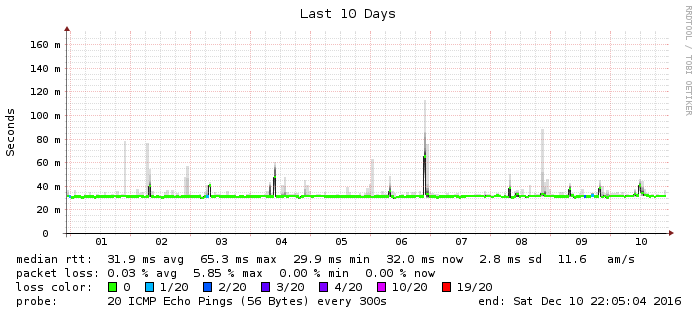 Last 10 Days
RRDTOOL / TOBI OETIKER
Seconds
160 m
140 m
120 m
100 m
80 m
60 m
40 m
20 m
0
01 02 03 04 05 06 07 08 09 10
median rtt: 31.9 ms avg 65.3 ms max 29.9 ms min 32.0 ms now 2.8 ms sd 11.6 am/s
packet loss: 0.03 % avg 5.85 % max 0.00 % min 0.00 % now
loss color: 0 1/20 2/20 3/20 4/20 10/20 19/20
probe: 20 ICMP Echo Pings (56 Bytes) every 300s end: Sat Dec 10 22:05:04 2016